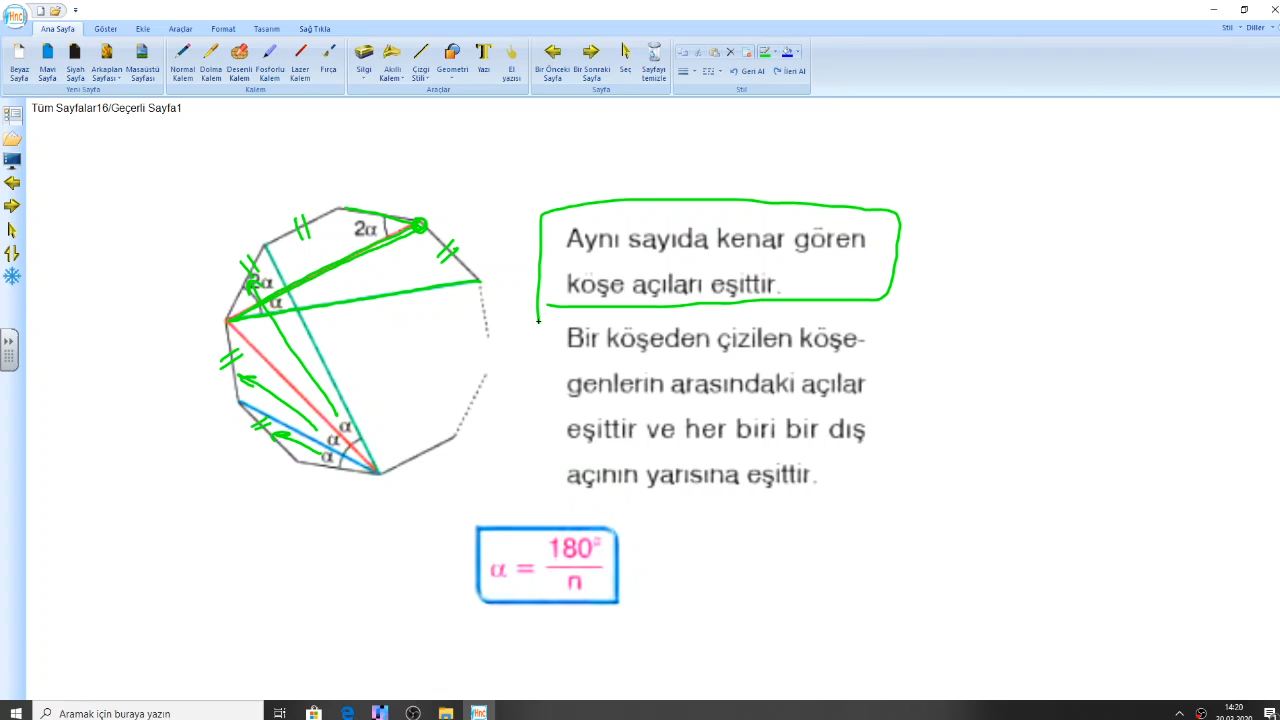 Hnc
Ana Sayfa Göster Ekle Araçlar Format Tasarım Sağ Tıkla
Stil Diller
Beyaz Sayfa Mavi Sayfa Siyah Sayfa Arkaplan Sayfası Masaüstü Sayfası
Normal Kalem Dolma Kalem Desenli Kalem Fosforlu Kalem Lazer Kalem Fırça
Silgi Akıllı Kalem Çizgi Stili Geometri Yazı El yazısı
Bir Önceki Sayfa Bir Sonraki Sayfa Seç Sayfayı temizle
Geri Al İleri Al
Yeni Sayfa Kalem Araçlar Sayfa Stil
Tüm Sayfalar16/Geçerli Sayfa1
2α
2α
α
α
α
α
Aynı sayıda kenar gören
köşe açıları eşittir.
Bir köşeden çizilen köşe-
genlerin arasındaki açılar
eşittir ve her biri bir dış
açının yarısına eşittir.
α = 180° / n
Aramak için buraya yazın
14:20
20.03.2020